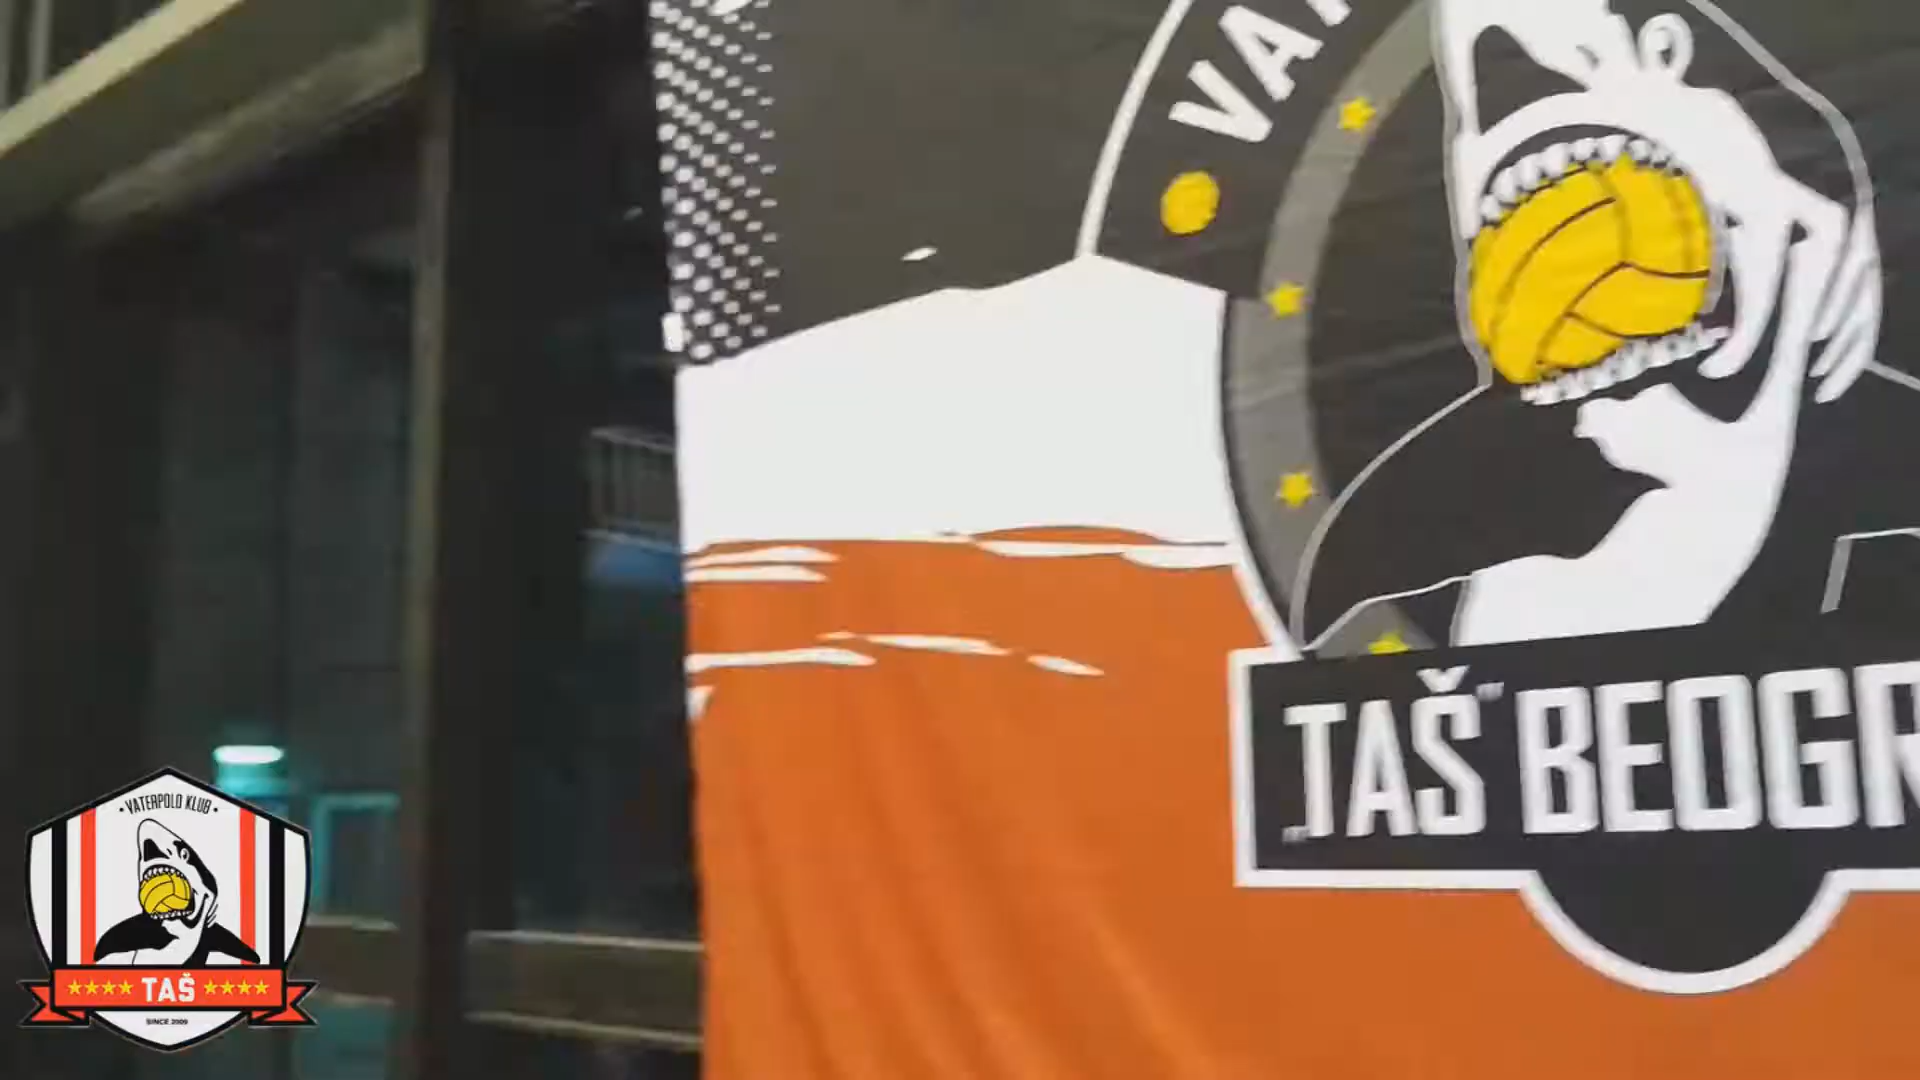 VA
„TAŠ" BEOGR
• VATERPOLO KLUB •
TAŠ
SINCE 2009